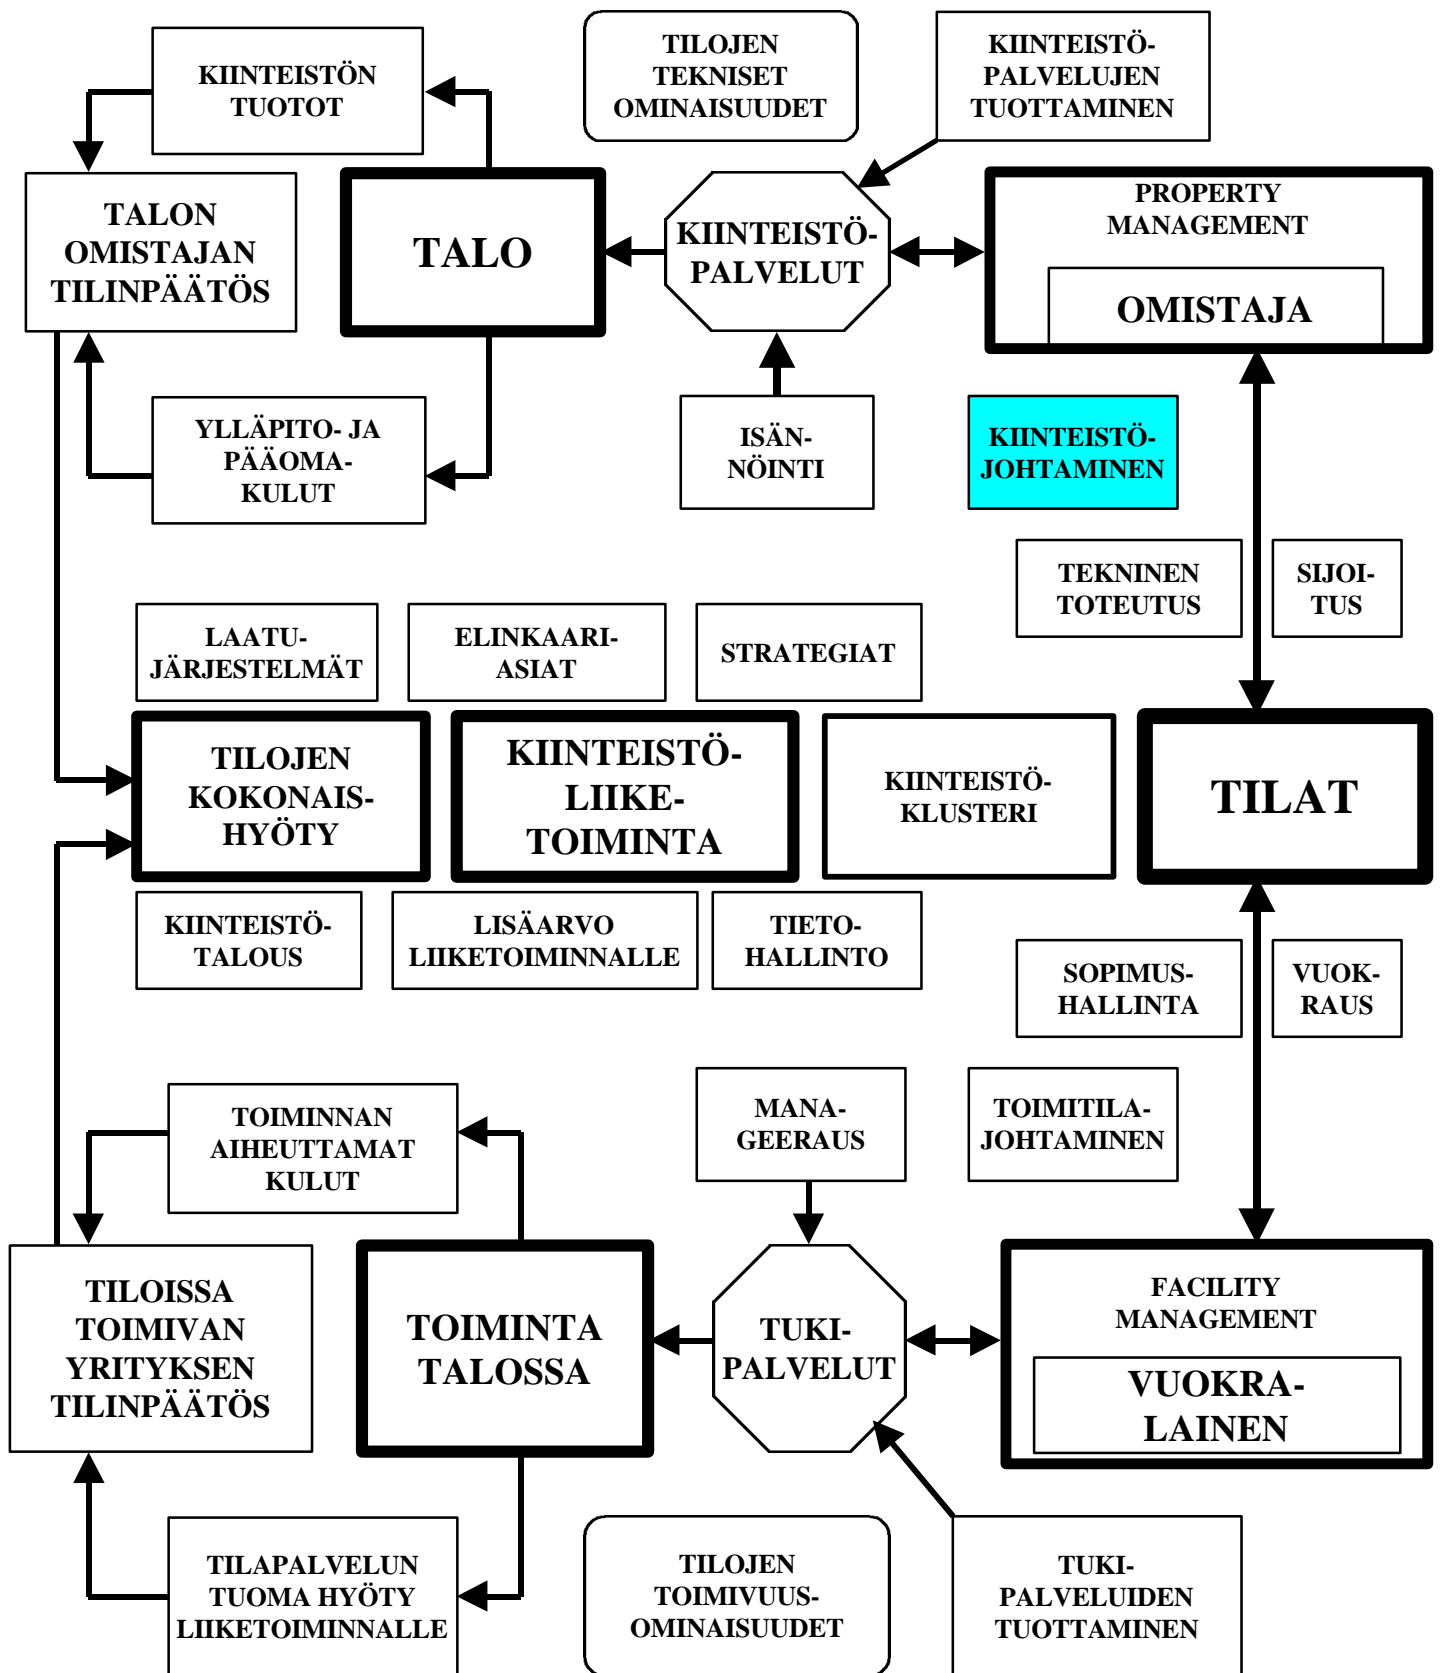 KIINTEISTÖN
TUOTOT
TILOJEN
TEKNISET
OMINAISUUDET
KIINTEISTÖ-
PALVELUJEN
TUOTTAMINEN
TALON
OMISTAJAN
TILINPÄÄTÖS
TALO
KIINTEISTÖ-
PALVELUT
PROPERTY
MANAGEMENT
OMISTAJA
YLLÄPITO- JA
PÄÄOMA-
KULUT
ISÄN-
NÖINTI
KIINTEISTÖ-
JOHTAMINEN
TEKNINEN
TOTEUTUS
SIJOI-
TUS
LAATU-
JÄRJESTELMÄT
ELINKAARI-
ASIAT
STRATEGIAT
TILOJEN
KOKONAIS-
HYÖTY
KIINTEISTÖ-
LIIKE-
TOIMINTA
KIINTEISTÖ-
KLUSTERI
TILAT
KIINTEISTÖ-
TALOUS
LISÄARVO
LIIKETOIMINNALLE
TIETO-
HALLINTO
SOPIMUS-
HALLINTA
VUOK-
RAUS
TOIMINNAN
AIHEUTTAMAT
KULUT
MANA-
GEERAUS
TOIMITILA-
JOHTAMINEN
TILOISSA
TOIMIVAN
YRITYKSEN
TILINPÄÄTÖS
TOIMINTA
TALOSSA
TUKI-
PALVELUT
FACILITY
MANAGEMENT
VUOKRA-
LAINEN
TILAPALVELUN
TUOMA HYÖTY
LIIKETOIMINNALLE
TILOJEN
TOIMIVUUS-
OMINAISUUDET
TUKI-
PALVELUIDEN
TUOTTAMINEN